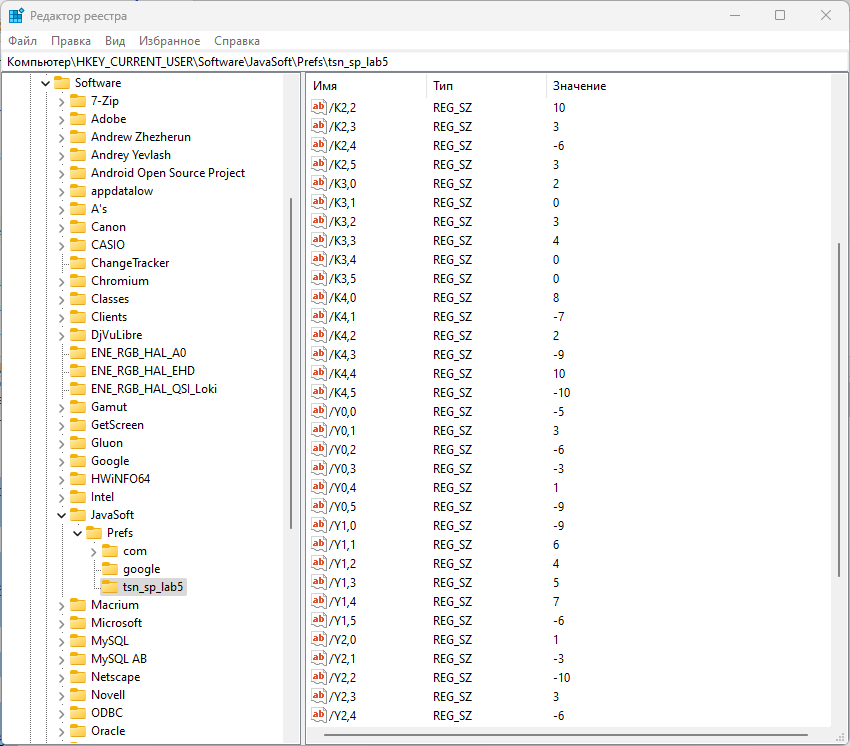 Редактор реестра
Файл Правка Вид Избранное Справка
Компьютер\HKEY_CURRENT_USER\Software\JavaSoft\Prefs\tsn_sp_lab5
Software
7-Zip
Adobe
Andrew Zhezherun
Andrey Yevlash
Android Open Source Project
appdatalow
A's
Canon
CASIO
ChangeTracker
Chromium
Classes
Clients
DjVuLibre
ENE_RGB_HAL_A0
ENE_RGB_HAL_EHD
ENE_RGB_HAL_QSI_Loki
Gamut
GetScreen
Gluon
Google
HWiNFO64
Intel
JavaSoft
Prefs
com
google
tsn_sp_lab5
Macrium
Microsoft
MySQL
MySQL AB
Netscape
Novell
ODBC
Oracle
Имя Тип Значение
/K2,2 REG_SZ 10
/K2,3 REG_SZ 3
/K2,4 REG_SZ -6
/K2,5 REG_SZ 3
/K3,0 REG_SZ 2
/K3,1 REG_SZ 0
/K3,2 REG_SZ 3
/K3,3 REG_SZ 4
/K3,4 REG_SZ 0
/K3,5 REG_SZ 0
/K4,0 REG_SZ 8
/K4,1 REG_SZ -7
/K4,2 REG_SZ 2
/K4,3 REG_SZ -9
/K4,4 REG_SZ 10
/K4,5 REG_SZ -10
/Y0,0 REG_SZ -5
/Y0,1 REG_SZ 3
/Y0,2 REG_SZ -6
/Y0,3 REG_SZ -3
/Y0,4 REG_SZ 1
/Y0,5 REG_SZ -9
/Y1,0 REG_SZ -9
/Y1,1 REG_SZ 6
/Y1,2 REG_SZ 4
/Y1,3 REG_SZ 5
/Y1,4 REG_SZ 7
/Y1,5 REG_SZ -6
/Y2,0 REG_SZ 1
/Y2,1 REG_SZ -3
/Y2,2 REG_SZ -10
/Y2,3 REG_SZ 3
/Y2,4 REG_SZ -6